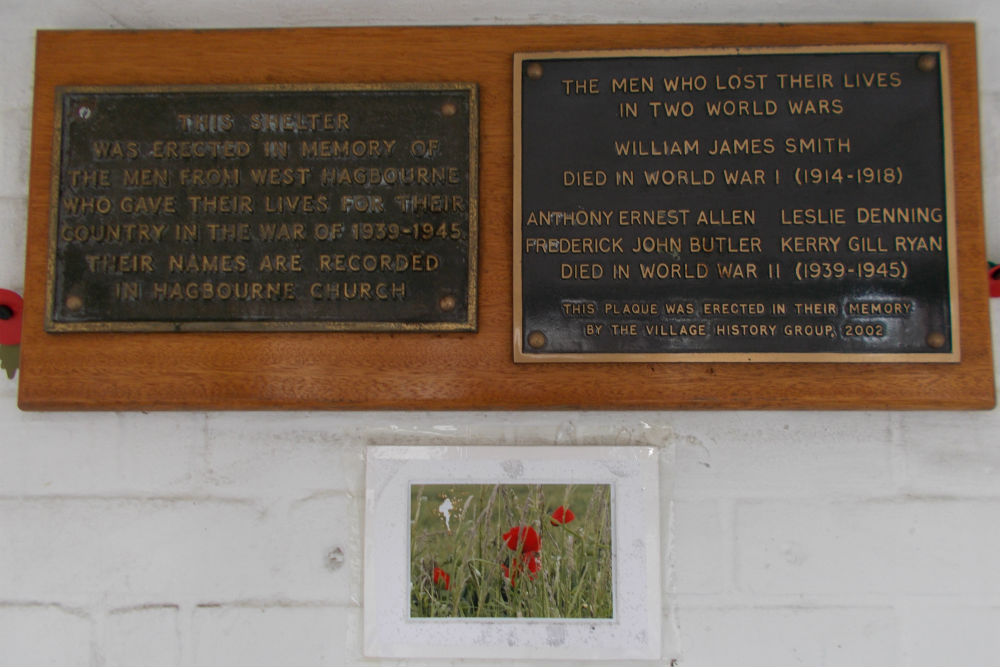 THIS SHELTER
WAS ERECTED IN MEMORY OF
THE MEN FROM WEST HAGBOURNE
WHO GAVE THEIR LIVES FOR THEIR
COUNTRY IN THE WAR OF 1939-1945
THEIR NAMES ARE RECORDED
IN HAGBOURNE CHURCH
THE MEN WHO LOST THEIR LIVES
IN TWO WORLD WARS
WILLIAM JAMES SMITH
DIED IN WORLD WAR I (1914-1918)
ANTHONY ERNEST ALLEN LESLIE DENNING
FREDERICK JOHN BUTLER KERRY GILL RYAN
DIED IN WORLD WAR II (1939-1945)
THIS PLAQUE WAS ERECTED IN THEIR MEMORY
BY THE VILLAGE HISTORY GROUP, 2002